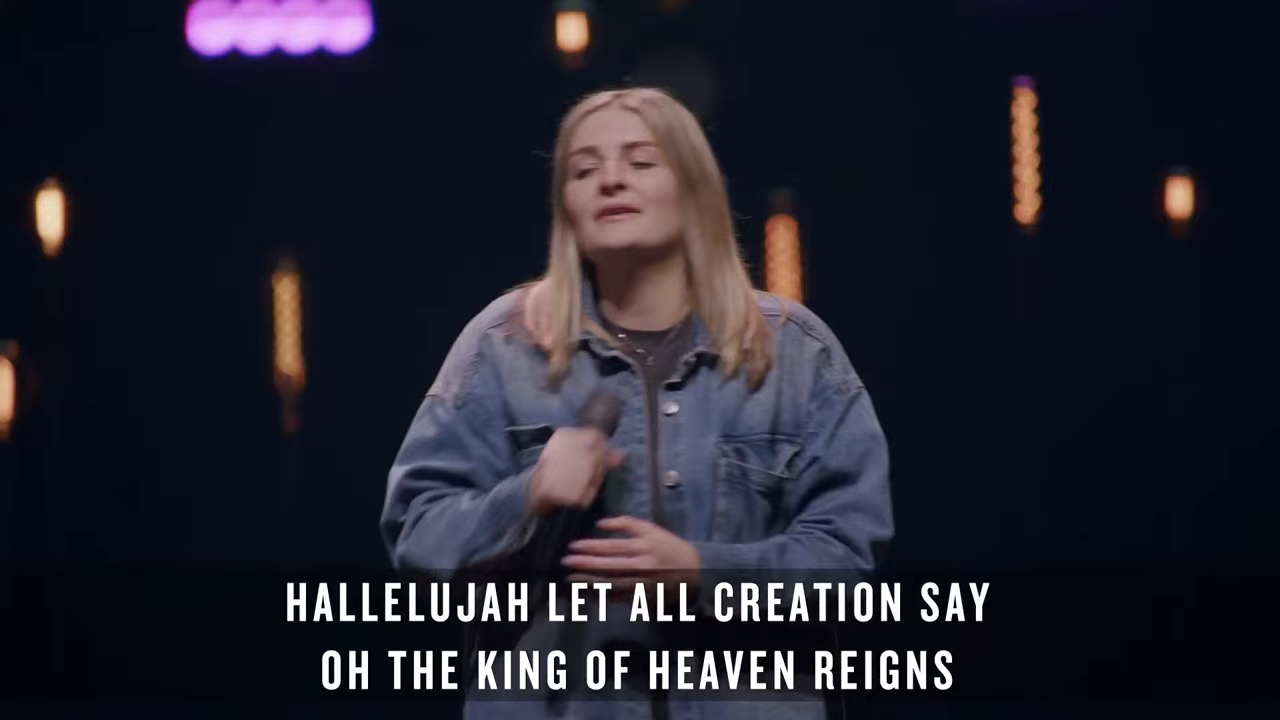 HALLELUJAH LET ALL CREATION SAY
OH THE KING OF HEAVEN REIGNS